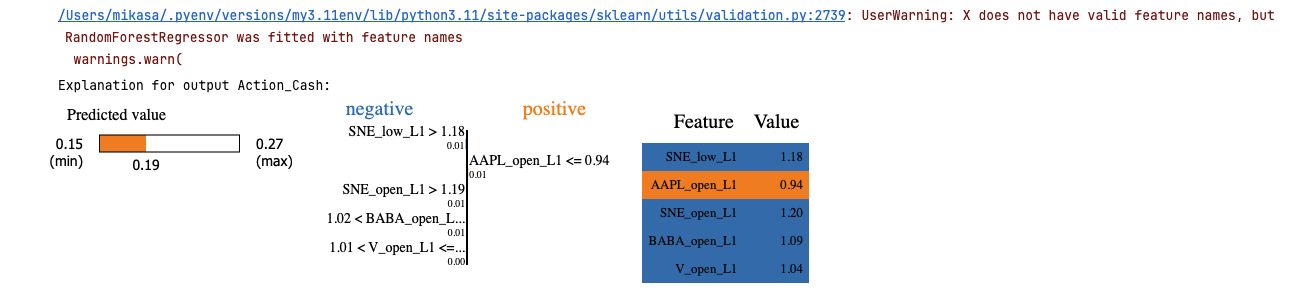 /Users/mikasa/.pyenv/versions/my3.11env/lib/python3.11/site-packages/sklearn/utils/validation.py:2739: UserWarning: X does not have valid feature names, but
RandomForestRegressor was fitted with feature names
warnings.warn(
Explanation for output Action_Cash:
Predicted value
0.15
(min)
0.27
(max)
0.19
negative
positive
SNE_low_L1 > 1.18
0.01
AAPL_open_L1 <= 0.94
0.01
SNE_open_L1 > 1.19
0.01
1.02 < BABA_open_L...
0.01
1.01 < V_open_L1 <=...
0.00
Feature Value
SNE_low_L1 1.18
AAPL_open_L1 0.94
SNE_open_L1 1.20
BABA_open_L1 1.09
V_open_L1 1.04